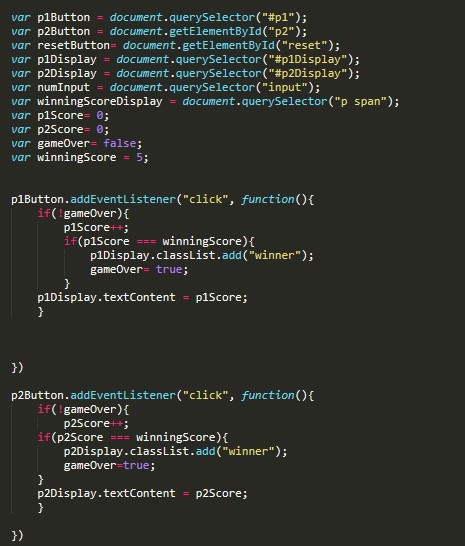 var p1Button = document.querySelector("#p1");
var p2Button = document.getElementById("p2");
var resetButton= document.getElementById("reset");
var p1Display = document.querySelector("#p1Display");
var p2Display = document.querySelector("#p2Display");
var numInput = document.querySelector("input");
var winningScoreDisplay = document.querySelector("p span");
var p1Score= 0;
var p2Score= 0;
var gameOver= false;
var winningScore = 5;
p1Button.addEventListener("click", function(){
    if(!gameOver){
        p1Score++;
        if(p1Score === winningScore){
            p1Display.classList.add("winner");
            gameOver= true;
        }
    p1Display.textContent = p1Score;
    }
})
p2Button.addEventListener("click", function(){
    if(!gameOver){
        p2Score++;
    if(p2Score === winningScore){
        p2Display.classList.add("winner");
        gameOver=true;
    }
    p2Display.textContent = p2Score;
    }
})